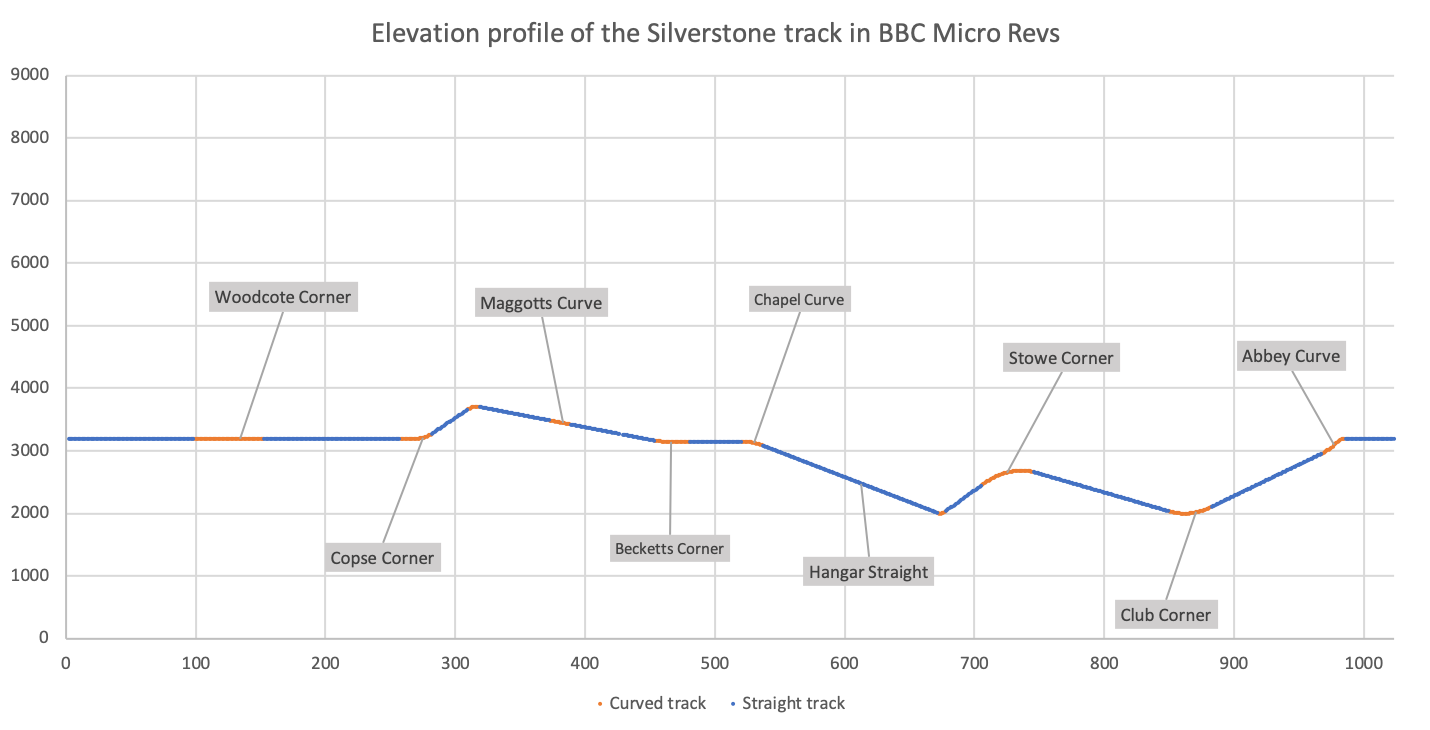 Elevation profile of the Silverstone track in BBC Micro Revs
9000
8000
7000
6000
5000
4000
3000
2000
1000
0
Woodcote Corner
Maggotts Curve
Chapel Curve
Stowe Corner
Abbey Curve
Copse Corner
Becketts Corner
Hangar Straight
Club Corner
0 100 200 300 400 500 600 700 800 900 1000
Curved track Straight track